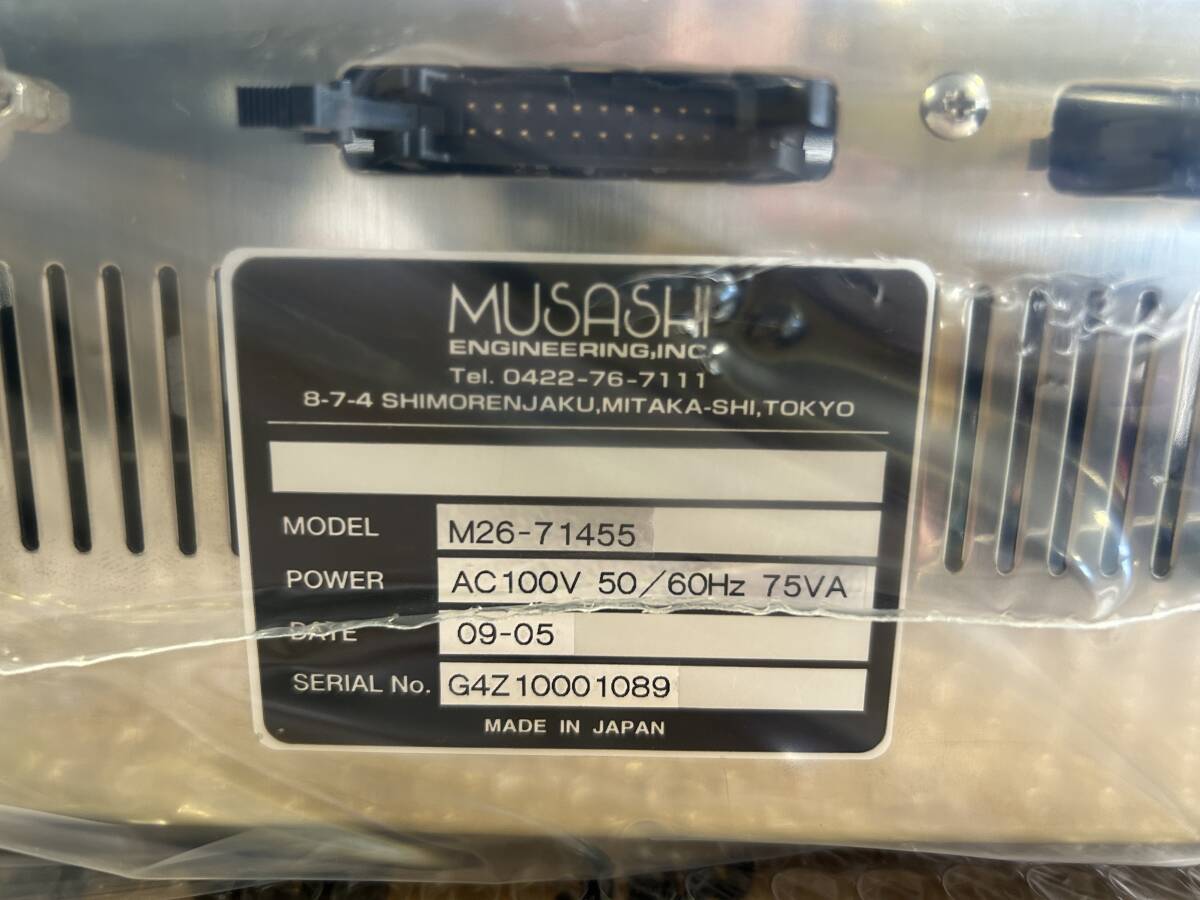 MUSASHI
ENGINEERING,INC.
Tel. 0422-76-7111
8-7-4 SHIMORENJAKU,MITAKA-SHI,TOKYO
MODEL M26-71455
POWER AC100V 50/60Hz 75VA
DATE 09-05
SERIAL No. G4Z10001089
MADE IN JAPAN